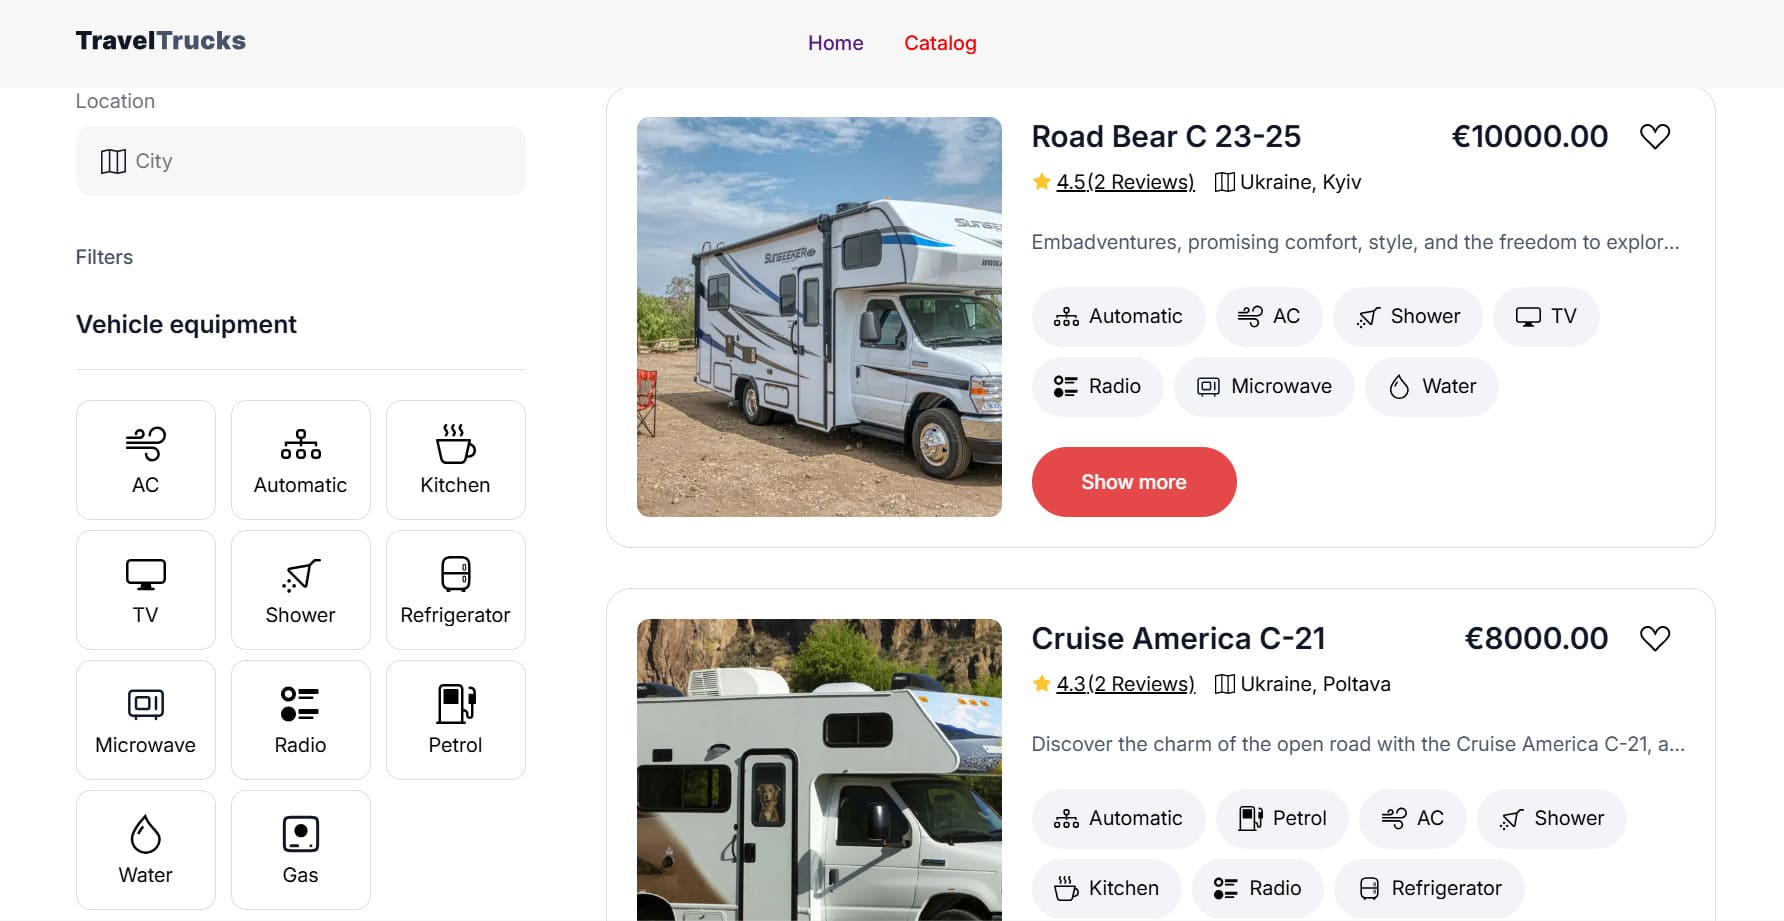 TravelTrucks
Home
Catalog
Location
City
Filters
Vehicle equipment
AC
Automatic
Kitchen
TV
Shower
Refrigerator
Microwave
Radio
Petrol
Water
Gas
SUNSEEKER
Road Bear C 23-25
€10000.00
4.5(2 Reviews)
Ukraine, Kyiv
Embadventures, promising comfort, style, and the freedom to explor...
Automatic
AC
Shower
TV
Radio
Microwave
Water
Show more
Cruise America C-21
€8000.00
4.3(2 Reviews)
Ukraine, Poltava
Discover the charm of the open road with the Cruise America C-21, a...
Automatic
Petrol
AC
Shower
Kitchen
Radio
Refrigerator